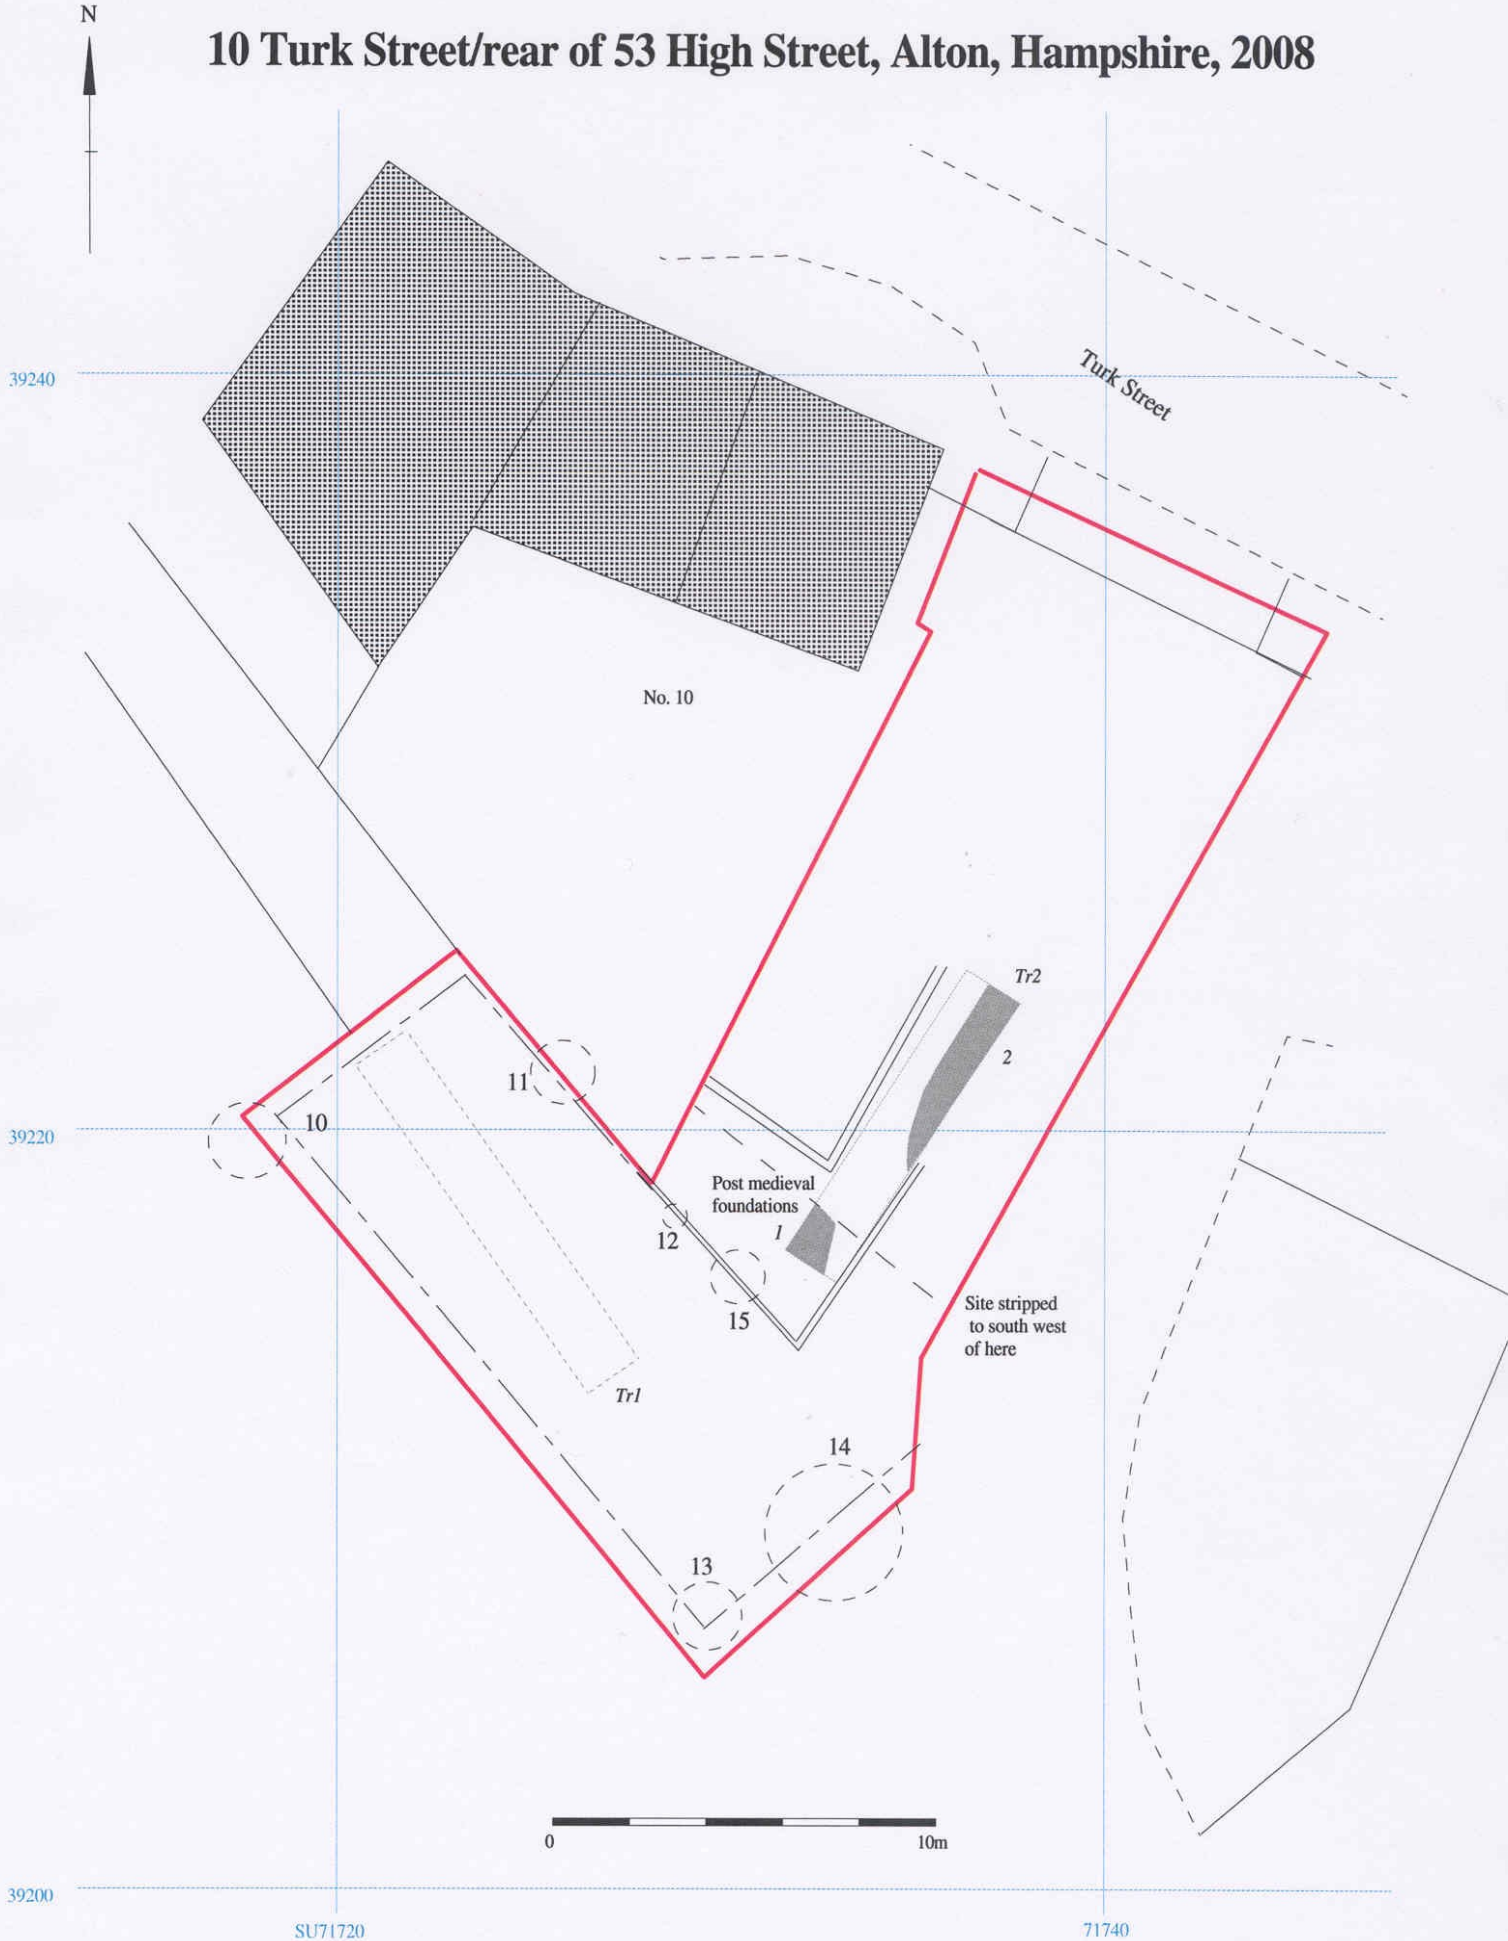 N
10 Turk Street/rear of 53 High Street, Alton, Hampshire, 2008
39240
Turk Street
No. 10
Tr2
2
11
10
39220
Post medieval
foundations
1
12
15
Site stripped
to south west
of here
Tr1
14
13
0
10m
39200
SU71720
71740